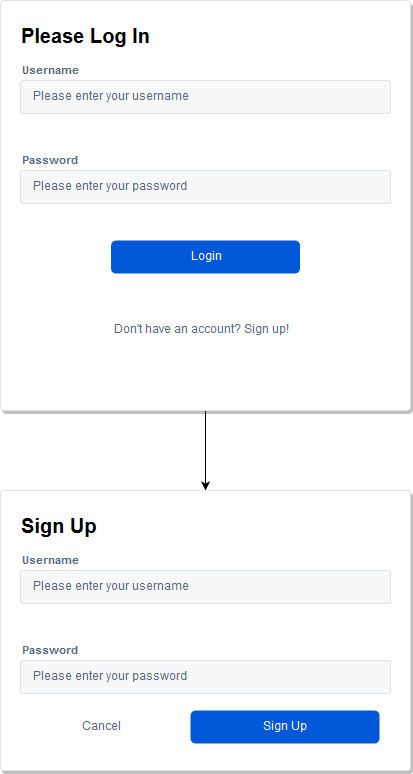 Please Log In
Username
Please enter your username
Password
Please enter your password
Login
Don't have an account? Sign up!
Sign Up
Username
Please enter your username
Password
Please enter your password
Cancel
Sign Up